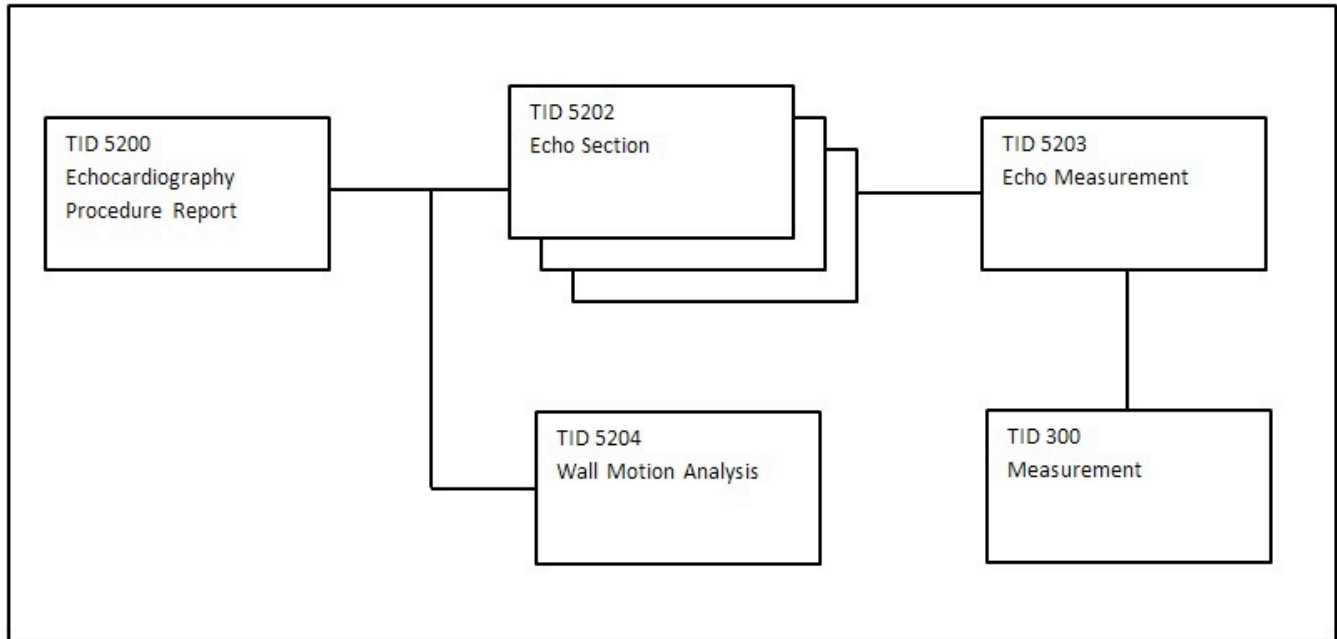 TID 5200
Echocardiography
Procedure Report
TID 5202
Echo Section
TID 5203
Echo Measurement
TID 5204
Wall Motion Analysis
TID 300
Measurement